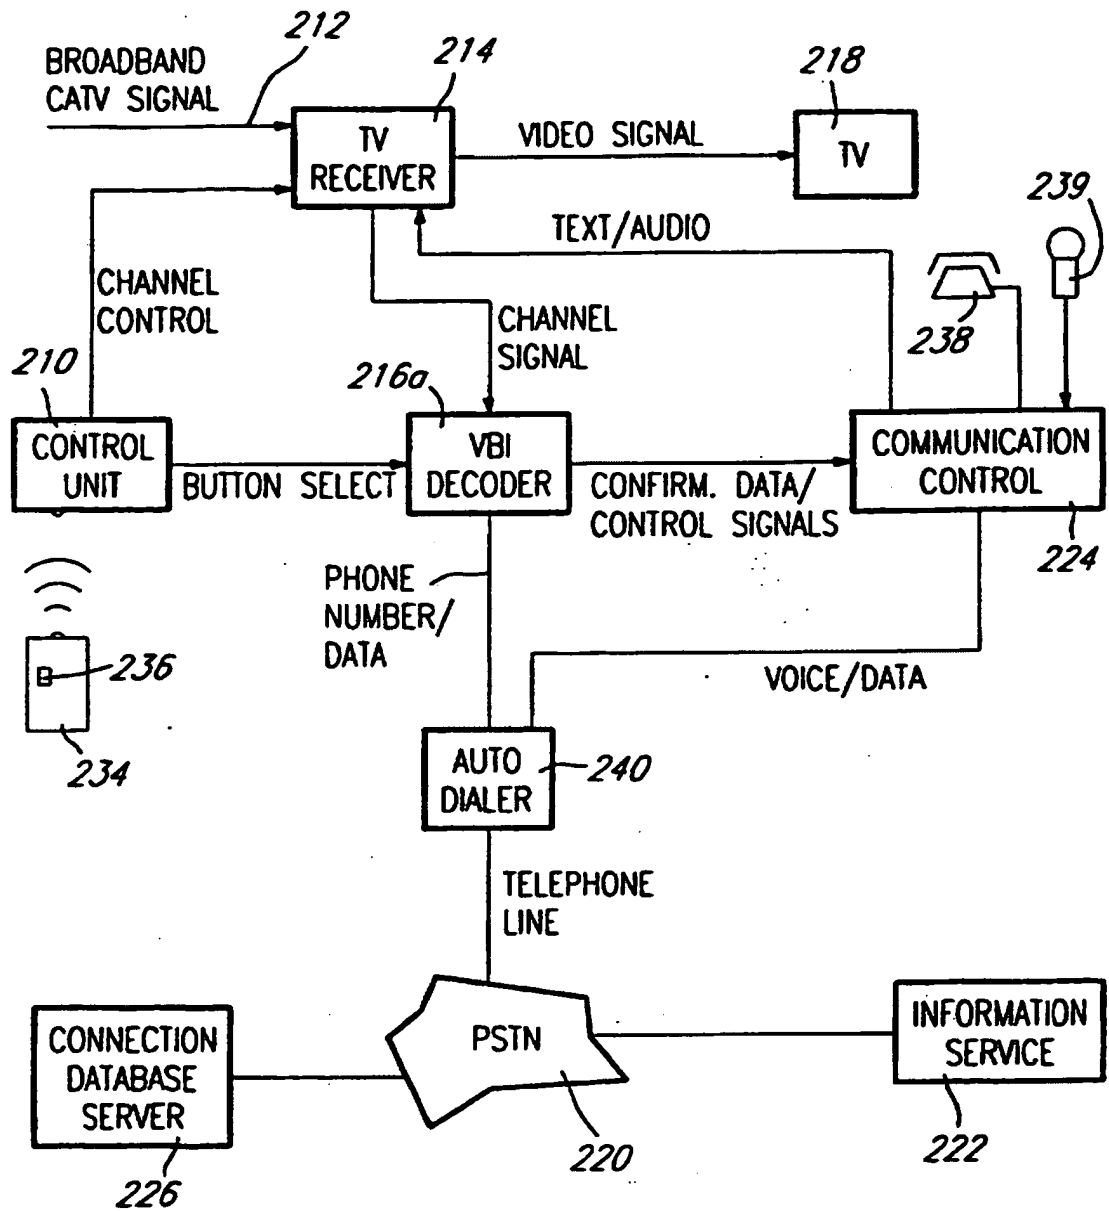 212
BROADBAND
CATV SIGNAL
214
218
TV
RECEIVER
VIDEO SIGNAL
TV
239
TEXT/AUDIO
CHANNEL
CONTROL
238
CHANNEL
SIGNAL
210
216a
CONTROL
UNIT
BUTTON SELECT
VBI
DECODER
CONFIRM. DATA/
CONTROL SIGNALS
COMMUNICATION
CONTROL
224
PHONE
NUMBER/
DATA
236
VOICE/DATA
234
AUTO
DIALER
240
TELEPHONE
LINE
CONNECTION
DATABASE
SERVER
PSTN
INFORMATION
SERVICE
226
220
222